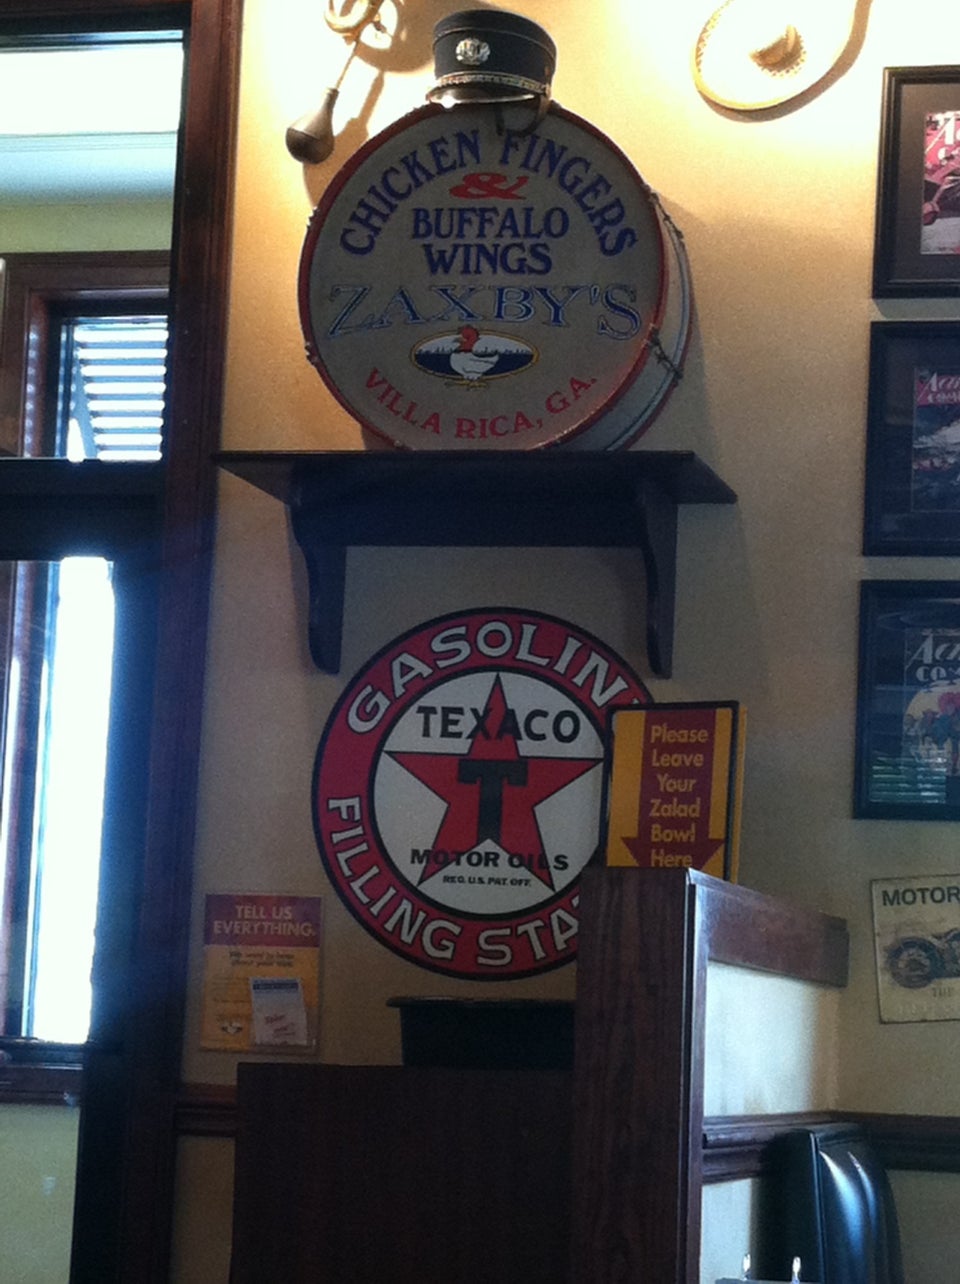 CHICKEN FINGERS
&
BUFFALO
WINGS
ZAXBY'S
VILLA RICA, GA.
GASOLIN
TEXACO
T
MOTOR OILS
REG. U.S. PAT. OFF.
FILLING STA
Please
Leave
Your
Zalad
Bowl
Here
TELL US
EVERYTHING.
MOTOR